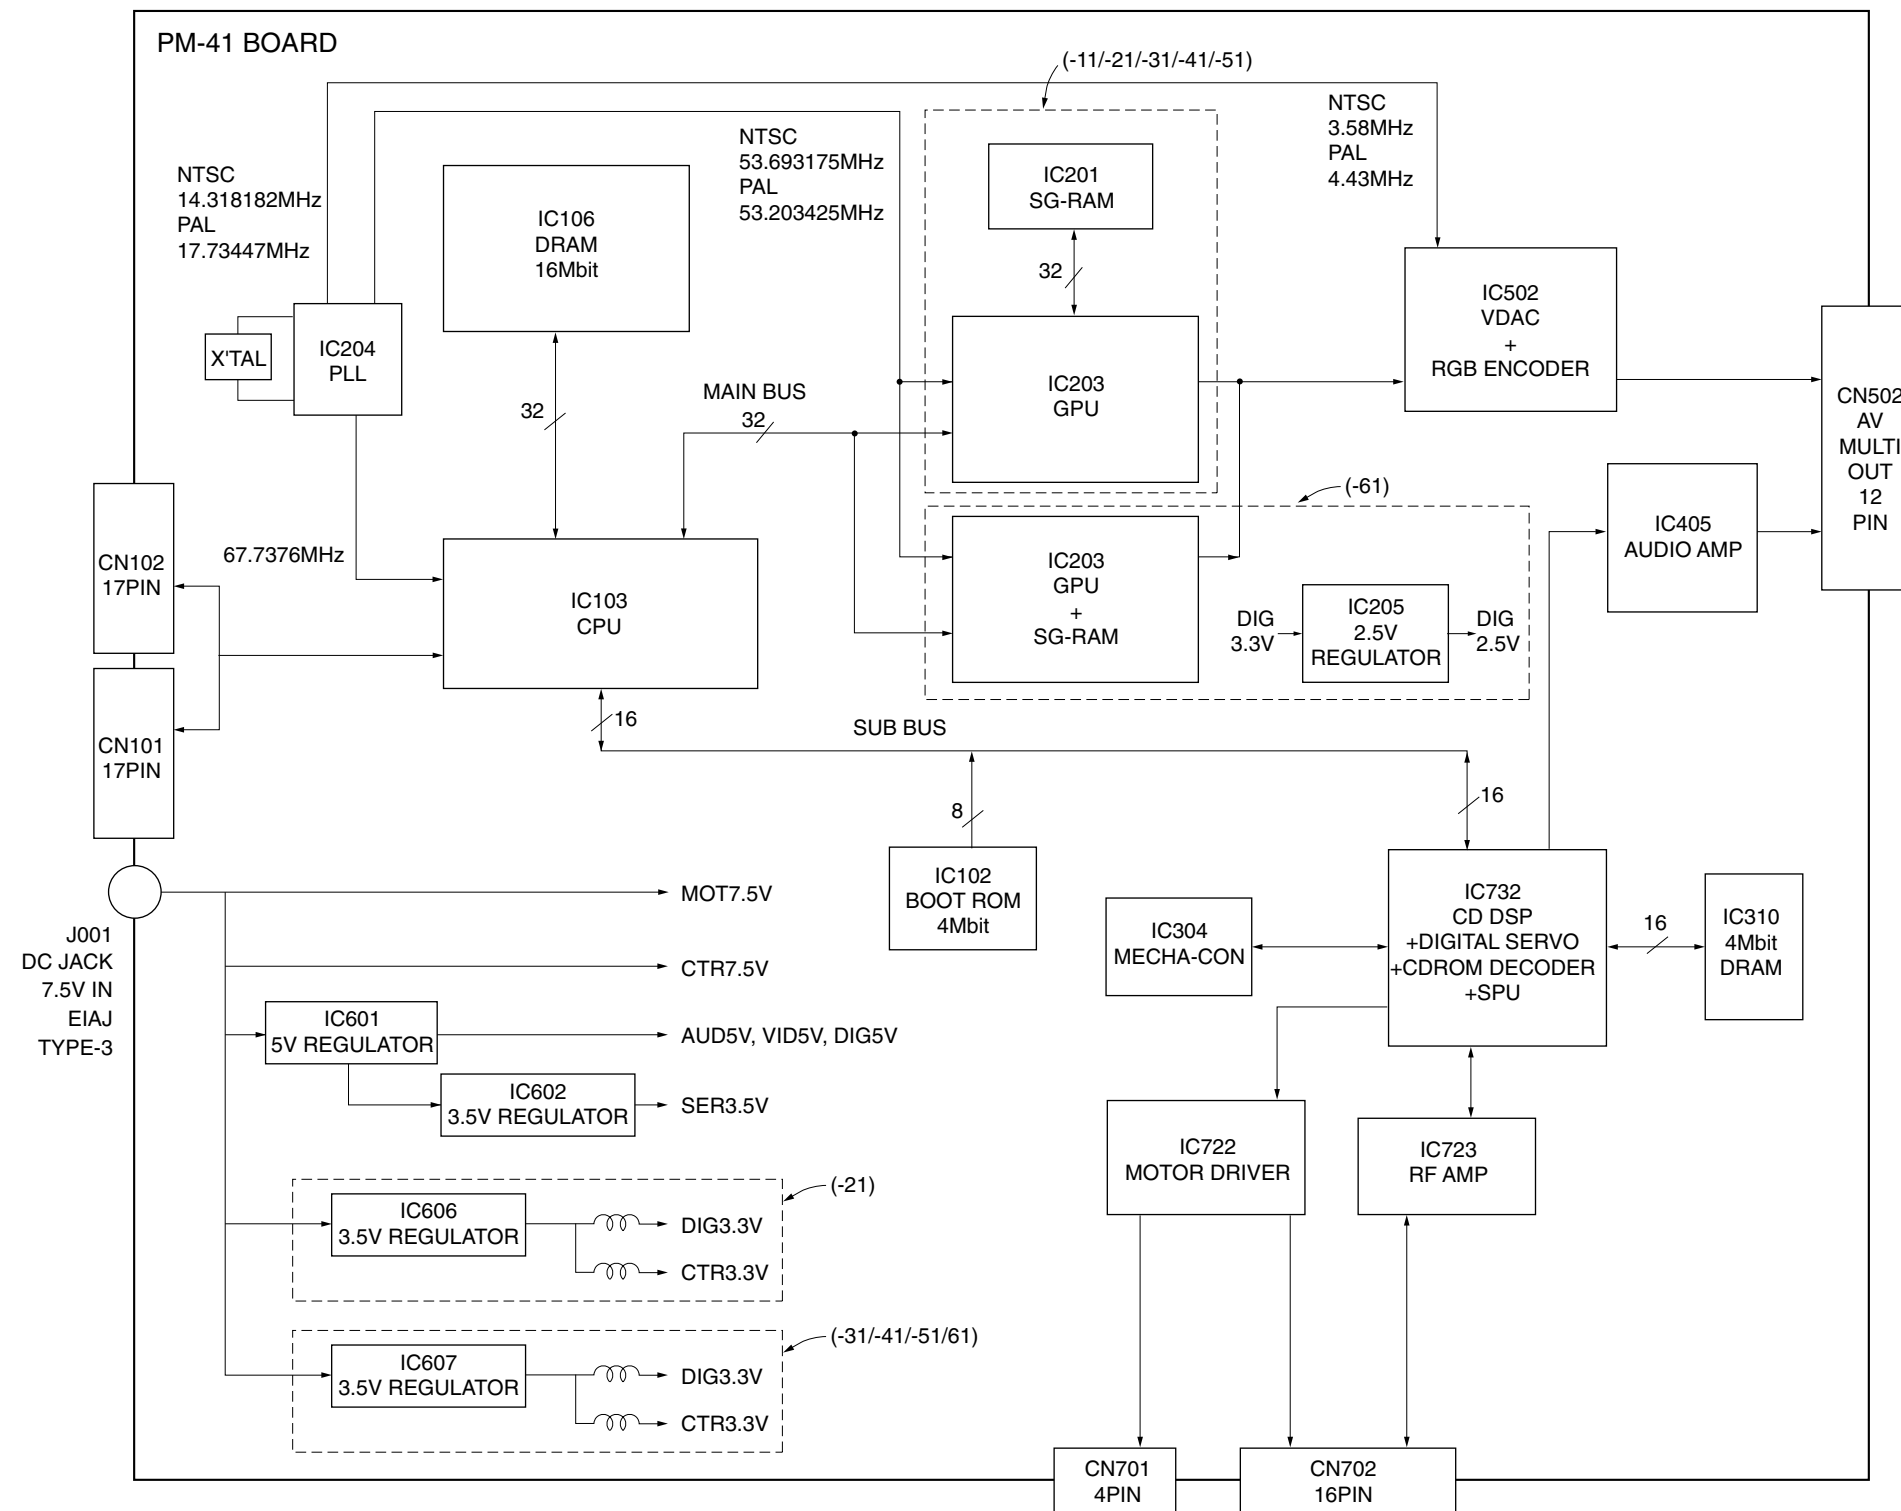 PM-41 BOARD
(-11/-21/-31/-41/-51)
NTSC
14.318182MHz
PAL
17.73447MHz
NTSC
53.693175MHz
PAL
53.203425MHz
NTSC
3.58MHz
PAL
4.43MHz
IC106
DRAM
16Mbit
IC201
SG-RAM
32
X'TAL
IC204
PLL
32
MAIN BUS
32
IC203
GPU
IC502
VDAC
+
RGB ENCODER
CN502
AV
MULTI
OUT
12
PIN
(-61)
IC203
GPU
+
SG-RAM
DIG
3.3V
IC205
2.5V
REGULATOR
DIG
2.5V
IC405
AUDIO AMP
67.7376MHz
CN102
17PIN
IC103
CPU
CN101
17PIN
16
SUB BUS
8
16
IC102
BOOT ROM
4Mbit
IC304
MECHA-CON
IC732
CD DSP
+DIGITAL SERVO
+CDROM DECODER
+SPU
16
IC310
4Mbit
DRAM
J001
DC JACK
7.5V IN
EIAJ
TYPE-3
MOT7.5V
CTR7.5V
IC601
5V REGULATOR
AUD5V, VID5V, DIG5V
IC602
3.5V REGULATOR
SER3.5V
(-21)
IC606
3.5V REGULATOR
DIG3.3V
CTR3.3V
(-31/-41/-51/61)
IC607
3.5V REGULATOR
DIG3.3V
CTR3.3V
IC722
MOTOR DRIVER
IC723
RF AMP
CN701
4PIN
CN702
16PIN